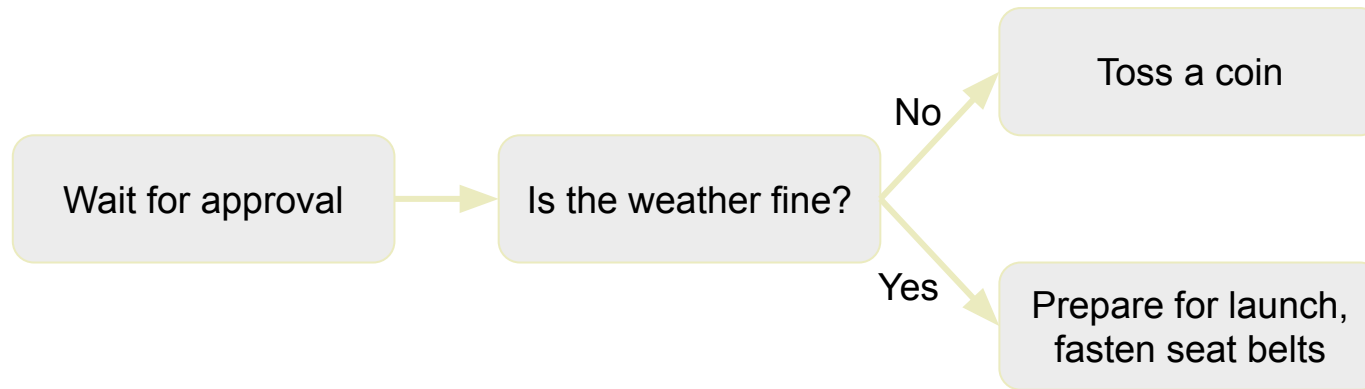 Wait for approval
Is the weather fine?
No
Toss a coin
Yes
Prepare for launch,
fasten seat belts